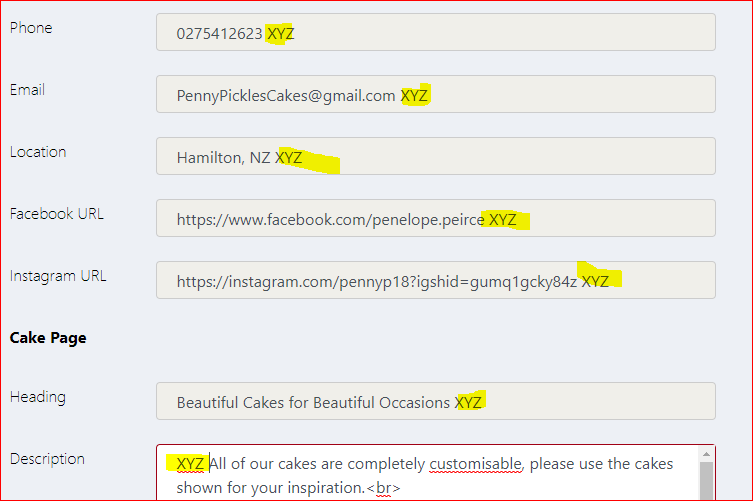 Phone
0275412623 XYZ
Email
PennyPicklesCakes@gmail.com XYZ
Location
Hamilton, NZ XYZ
Facebook URL
https://www.facebook.com/penelope.peirce XYZ
Instagram URL
https://instagram.com/pennyp18?igshid=gumq1gcky84z XYZ
Cake Page
Heading
Beautiful Cakes for Beautiful Occasions XYZ
Description
XYZ All of our cakes are completely customisable, please use the cakes
shown for your inspiration.<br>